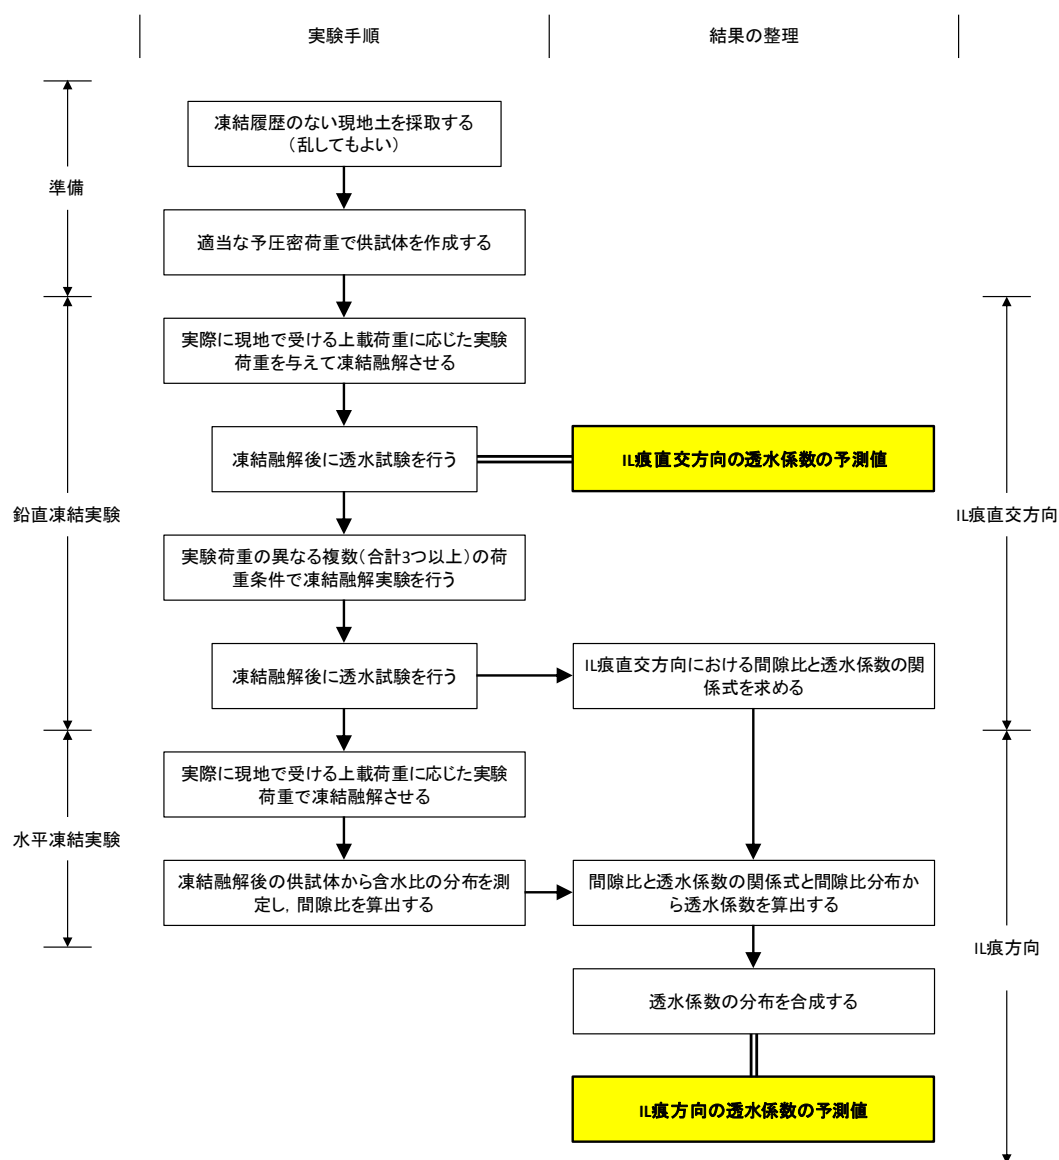 実験手順
結果の整理
準備
凍結履歴のない現地土を採取する
（乱してもよい）
適当な予圧密荷重で供試体を作成する
鉛直凍結実験
実際に現地で受ける上載荷重に応じた実験
荷重を与えて凍結融解させる
凍結融解後に透水試験を行う
IL痕直交方向の透水係数の予測値
IL痕直交方向
実験荷重の異なる複数（合計3つ以上）の荷
重条件で凍結融解実験を行う
凍結融解後に透水試験を行う
IL痕直交方向における間隙比と透水係数の関
係式を求める
水平凍結実験
実際に現地で受ける上載荷重に応じた実験
荷重で凍結融解させる
凍結融解後の供試体から含水比の分布を測
定し，間隙比を算出する
間隙比と透水係数の関係式と間隙比分布か
ら透水係数を算出する
IL痕方向
透水係数の分布を合成する
IL痕方向の透水係数の予測値